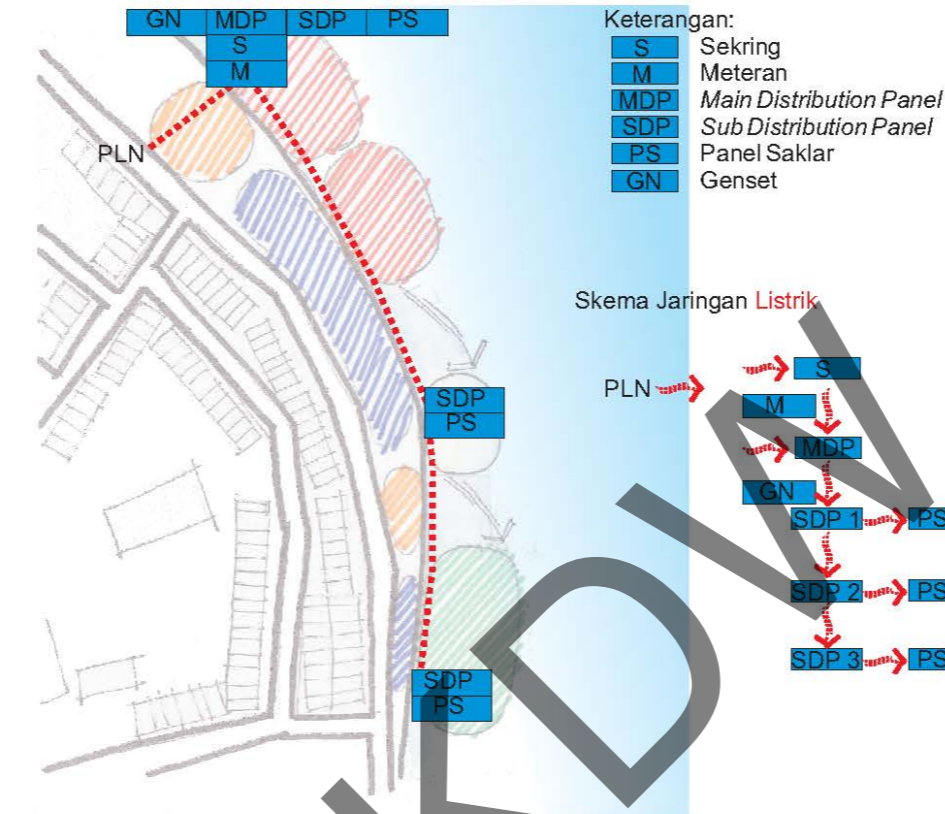 GN MDP SDP PS
S
M
PLN
SDP
PS
SDP
PS
Keterangan:
S Sekring
M Meteran
MDP Main Distribution Panel
SDP Sub Distribution Panel
PS Panel Saklar
GN Genset
Skema Jaringan Listrik
S
PLN
M
MDP
GN
SDP 1 PS
SDP 2 PS
SDP 3 PS